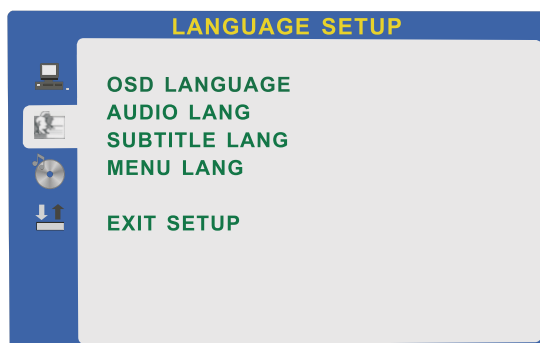 LANGUAGE SETUP
OSD LANGUAGE
AUDIO LANG
SUBTITLE LANG
MENU LANG
EXIT SETUP